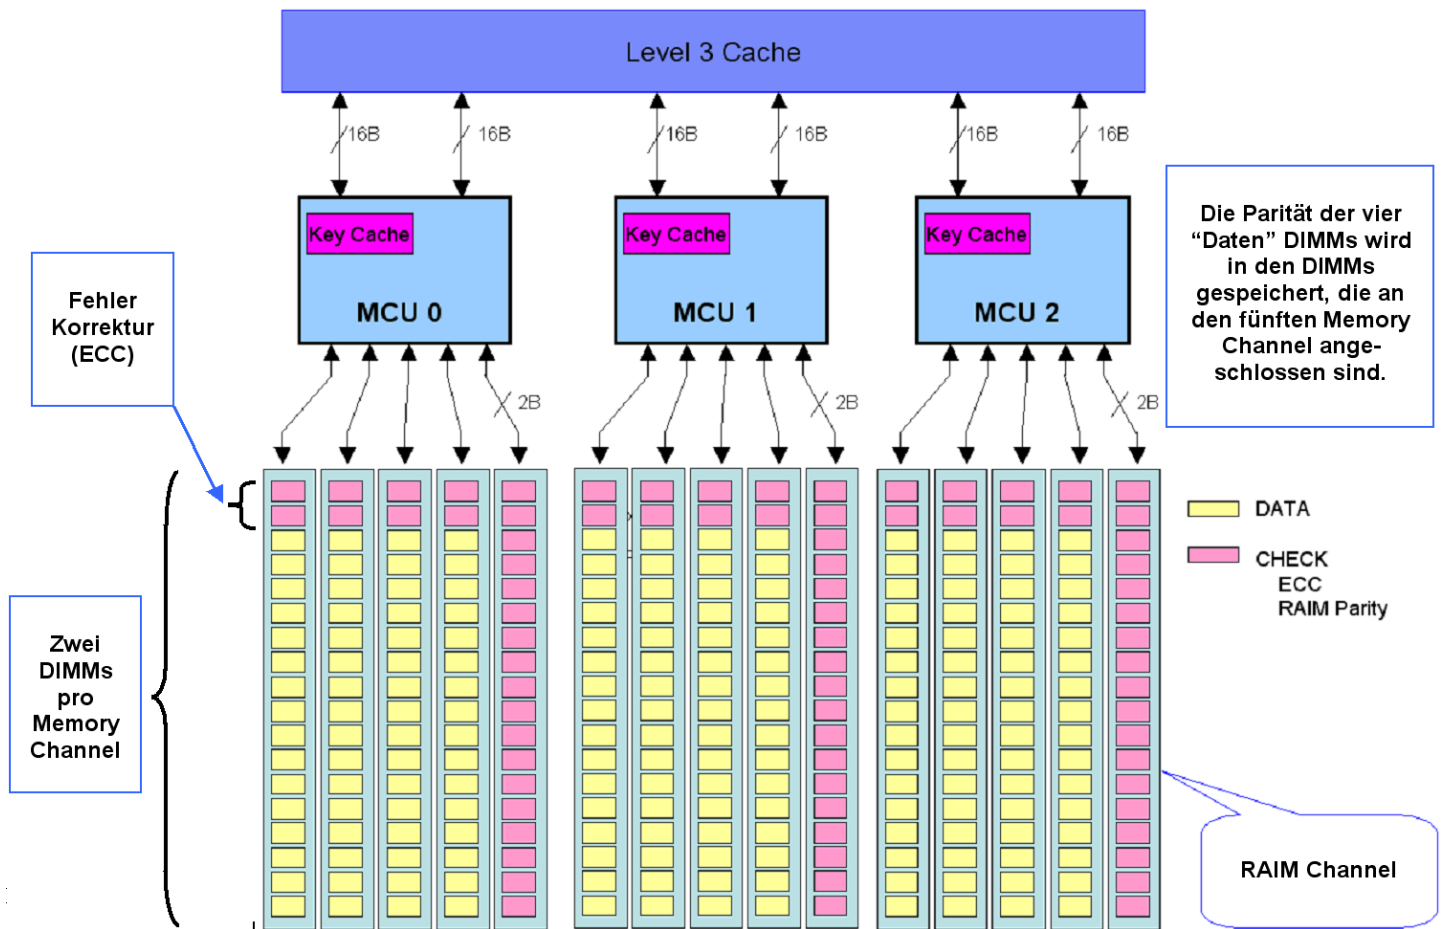 Level 3 Cache
16B
16B
16B
16B
16B
16B
Key Cache
MCU 0
Key Cache
MCU 1
Key Cache
MCU 2
Die Parität der vier
“Daten” DIMMs wird
in den DIMMs
gespeichert, die an
den fünften Memory
Channel ange-
schlossen sind.
Fehler
Korrektur
(ECC)
2B
2B
2B
DATA
CHECK
ECC
RAIM Parity
Zwei
DIMMs
pro
Memory
Channel
RAIM Channel